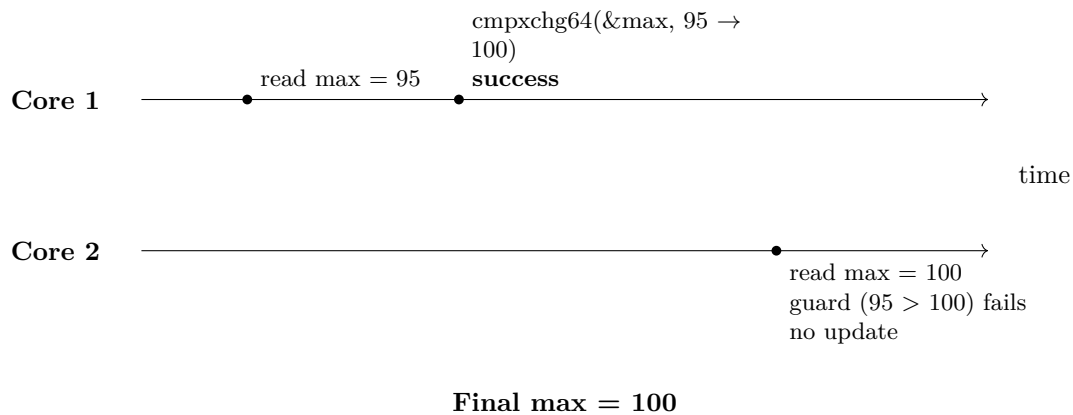 cmpxchg64(&max, 95 →
100)
success
read max = 95
Core 1
time
Core 2
read max = 100
guard (95 > 100) fails
no update
Final max = 100